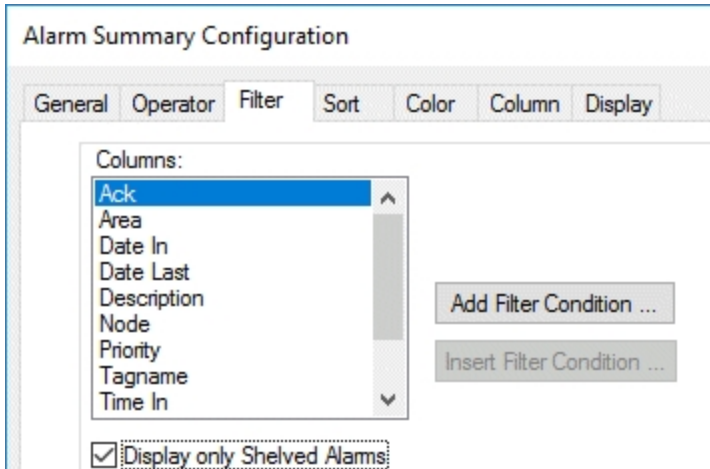 Alarm Summary Configuration
General Operator Filter Sort Color Column Display
Columns:
Ack
Area
Date In
Date Last
Description
Node
Priority
Tagname
Time In
Add Filter Condition ...
Insert Filter Condition ...
Display only Shelved Alarms